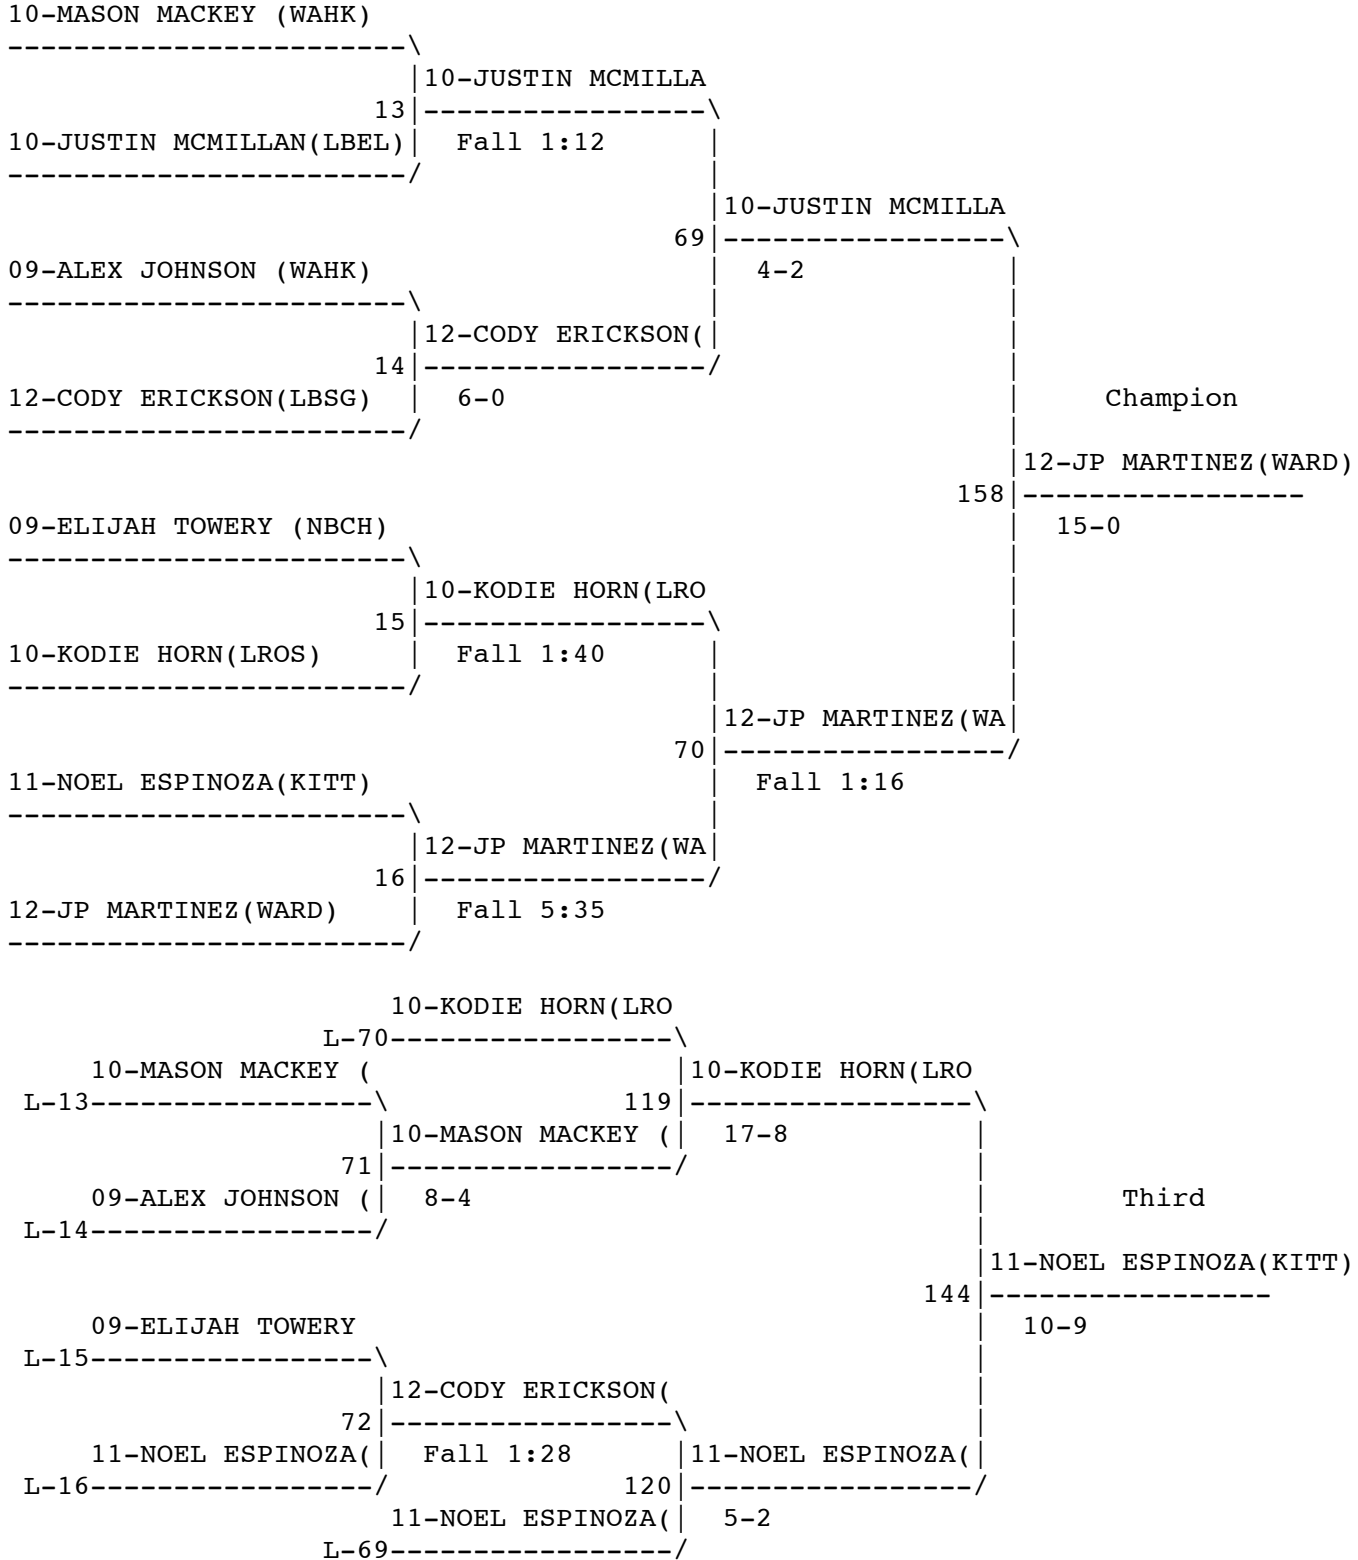 10-MASON MACKEY (WAHK)
------------------------\
|10-JUSTIN MCMILLA
13|-----------------\
10-JUSTIN MCMILLAN(LBEL)| Fall 1:12 |
------------------------/ |
|10-JUSTIN MCMILLA
69|-----------------\
09-ALEX JOHNSON (WAHK) | 4-2 |
------------------------\ | |
|12-CODY ERICKSON(| |
14|-----------------/ |
12-CODY ERICKSON(LBSG) | 6-0 | Champion
------------------------/ |
|12-JP MARTINEZ(WARD)
158|-----------------
09-ELIJAH TOWERY (NBCH) | 15-0
------------------------\ |
|10-KODIE HORN(LRO |
15|-----------------\ |
10-KODIE HORN(LROS) | Fall 1:40 | |
------------------------/ | |
|12-JP MARTINEZ(WA|
70|-----------------/
11-NOEL ESPINOZA(KITT) | Fall 1:16
------------------------\ |
|12-JP MARTINEZ(WA|
16|-----------------/
12-JP MARTINEZ(WARD) | Fall 5:35
------------------------/
10-KODIE HORN(LRO
L-70-----------------\
10-MASON MACKEY ( |10-KODIE HORN(LRO
L-13-----------------\ 119|-----------------\
|10-MASON MACKEY (| 17-8 |
71|-----------------/ |
09-ALEX JOHNSON (| 8-4 | Third
L-14-----------------/ |
|11-NOEL ESPINOZA(KITT)
144|-----------------
09-ELIJAH TOWERY | 10-9
L-15-----------------\ |
|12-CODY ERICKSON( |
72|-----------------\ |
11-NOEL ESPINOZA(| Fall 1:28 |11-NOEL ESPINOZA(|
L-16-----------------/ 120|-----------------/
11-NOEL ESPINOZA(| 5-2
L-69-----------------/